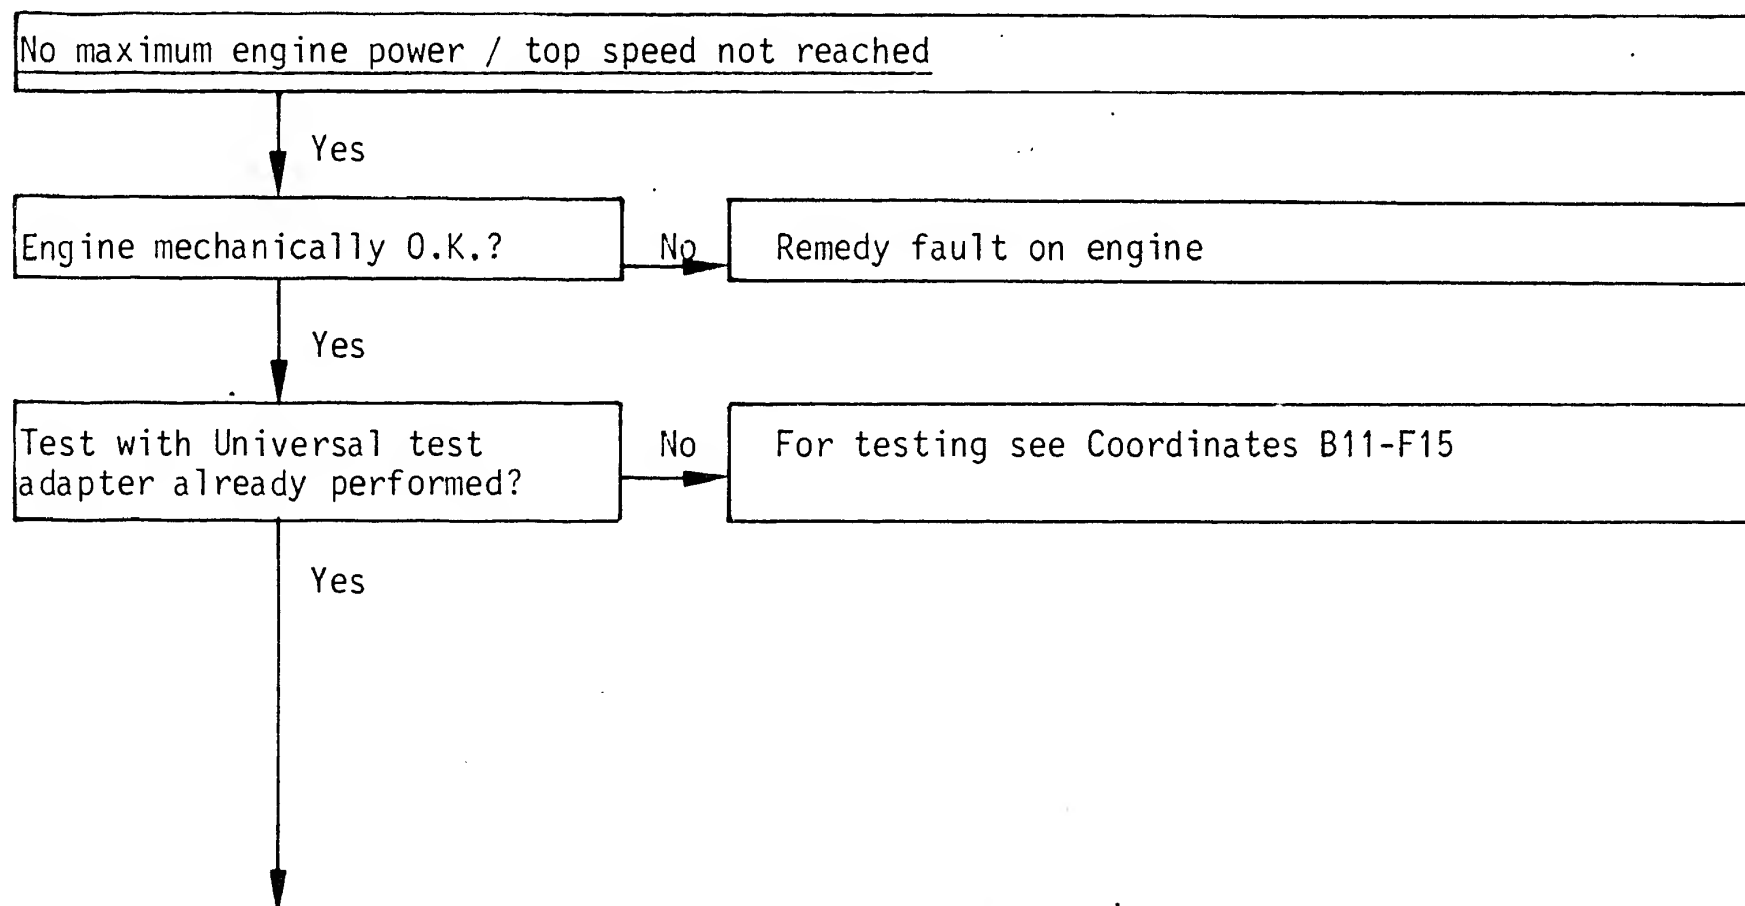 No maximum engine power / top speed not reached
Yes
Engine mechanically O.K.?
No
Remedy fault on engine
Yes
Test with Universal test
adapter already performed?
No
For testing see Coordinates B11-F15
Yes